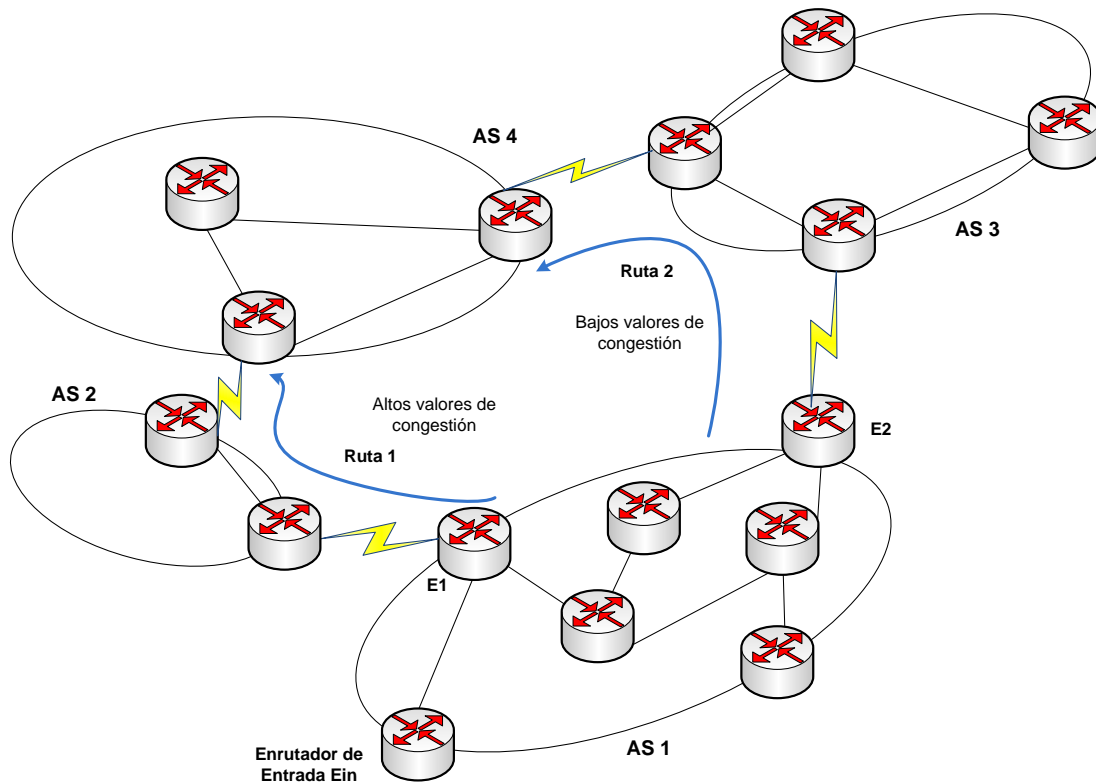 AS 4
AS 3
Ruta 2
Bajos valores de
congestión
AS 2
Altos valores de
congestión
Ruta 1
E2
E1
AS 1
Enrutador de
Entrada Ein